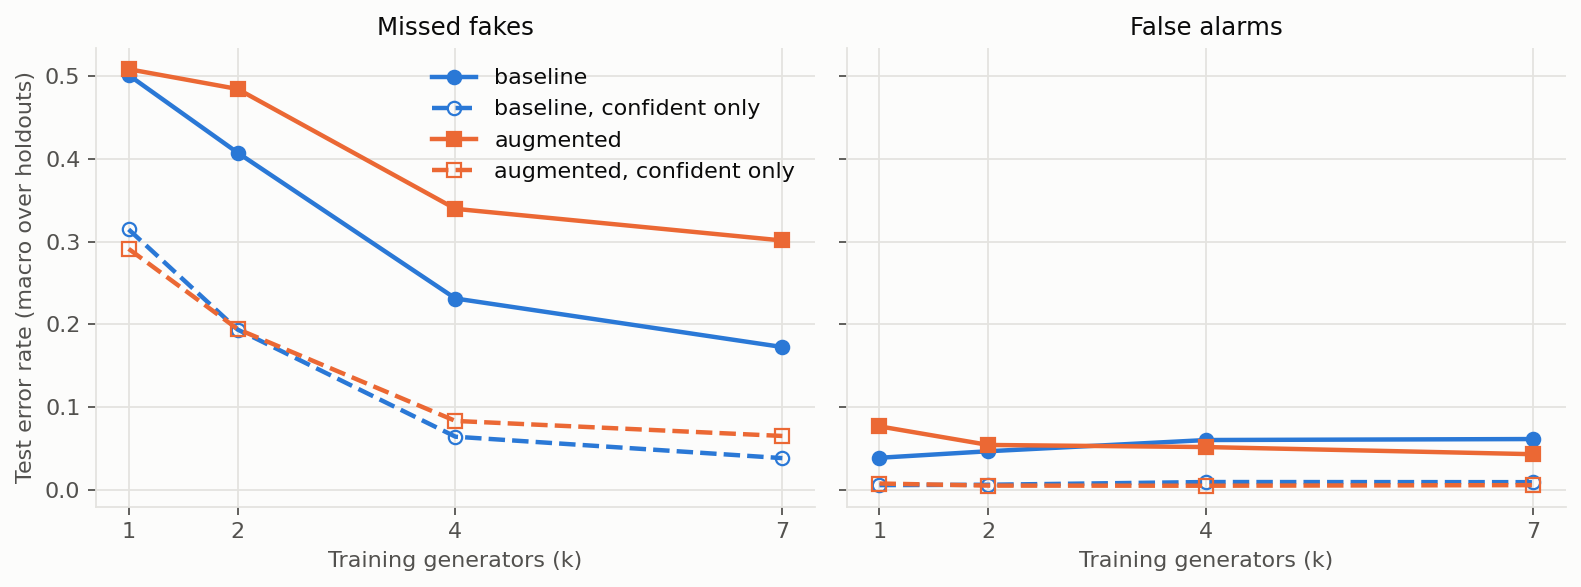 Missed fakes
False alarms
Test error rate (macro over holdouts)
0.5
0.4
0.3
0.2
0.1
0.0
baseline
baseline, confident only
augmented
augmented, confident only
1 2 4 7
1 2 4 7
Training generators (k)
Training generators (k)